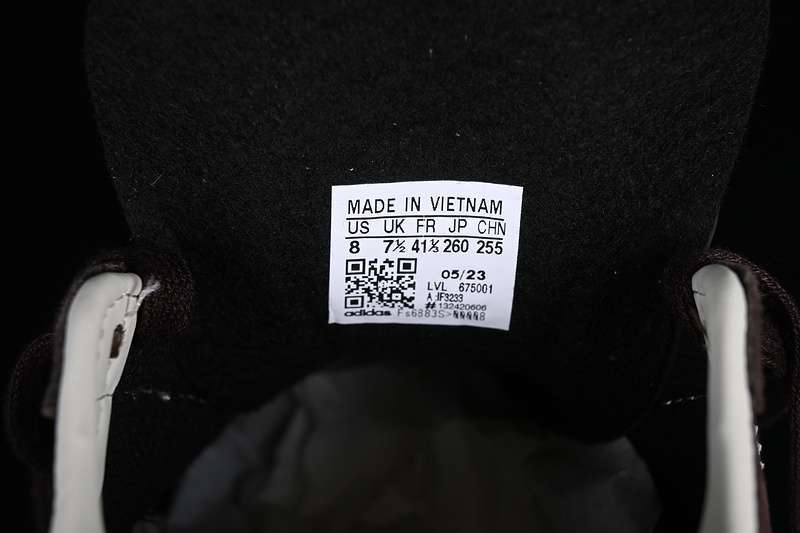 MADE IN VIETNAM
US UK FR JP CHN
8 7½ 41⅓ 260 255
05/23
LVL 675001
A:IF3233
## 132420606
adidas